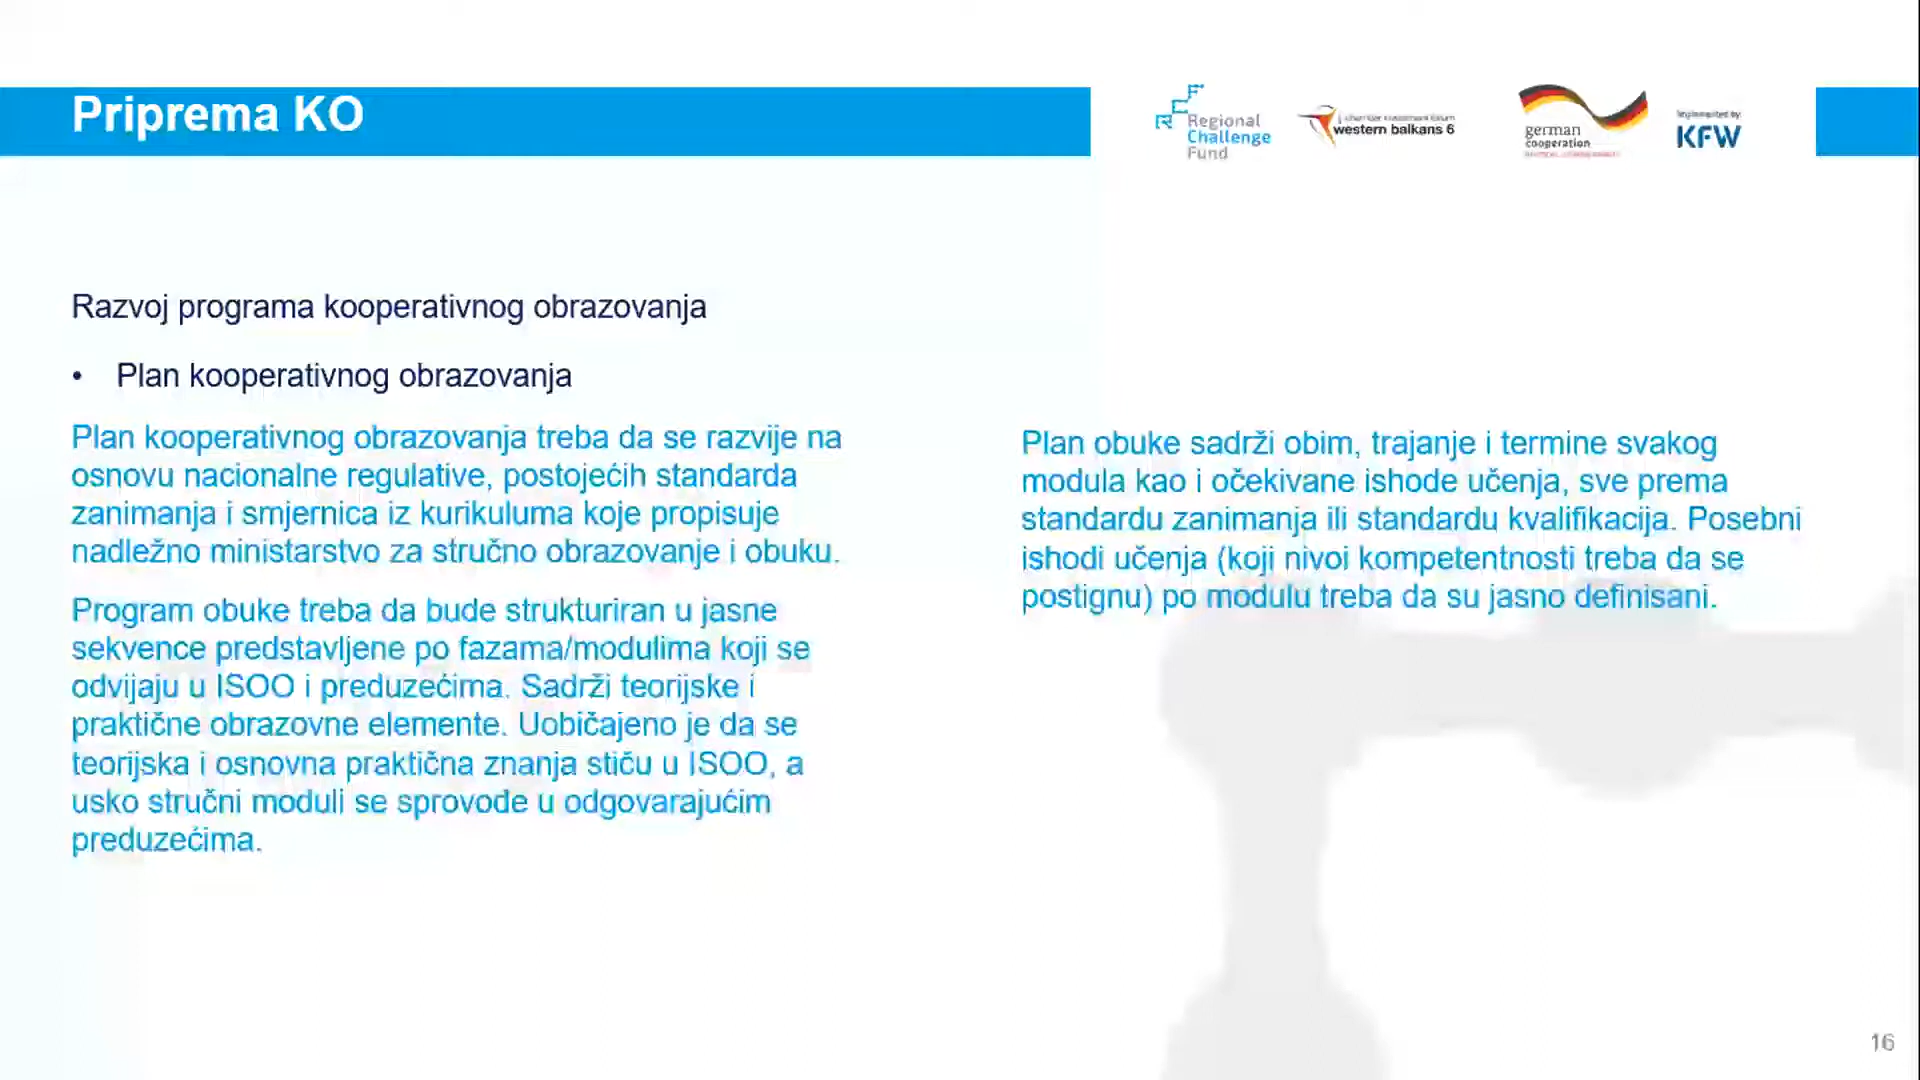 Priprema KO
RCF
Regional
Challenge
Fund
western balkans 6
german
cooperation
Implemented by
KFW
Razvoj programa kooperativnog obrazovanja
• Plan kooperativnog obrazovanja
Plan kooperativnog obrazovanja treba da se razvije na
osnovu nacionalne regulative, postojećih standarda
zanimanja i smjernica iz kurikuluma koje propisuje
nadležno ministarstvo za stručno obrazovanje i obuku.
Program obuke treba da bude strukturiran u jasne
sekvence predstavljene po fazama/modulima koji se
odvijaju u ISOO i preduzećima. Sadrži teorijske i
praktične obrazovne elemente. Uobičajeno je da se
teorijska i osnovna praktična znanja stiču u ISOO, a
usko stručni moduli se sprovode u odgovarajućim
preduzećima.
Plan obuke sadrži obim, trajanje i termine svakog
modula kao i očekivane ishode učenja, sve prema
standardu zanimanja ili standardu kvalifikacija. Posebni
ishodi učenja (koji nivoi kompetentnosti treba da se
postignu) po modulu treba da su jasno definisani.
16